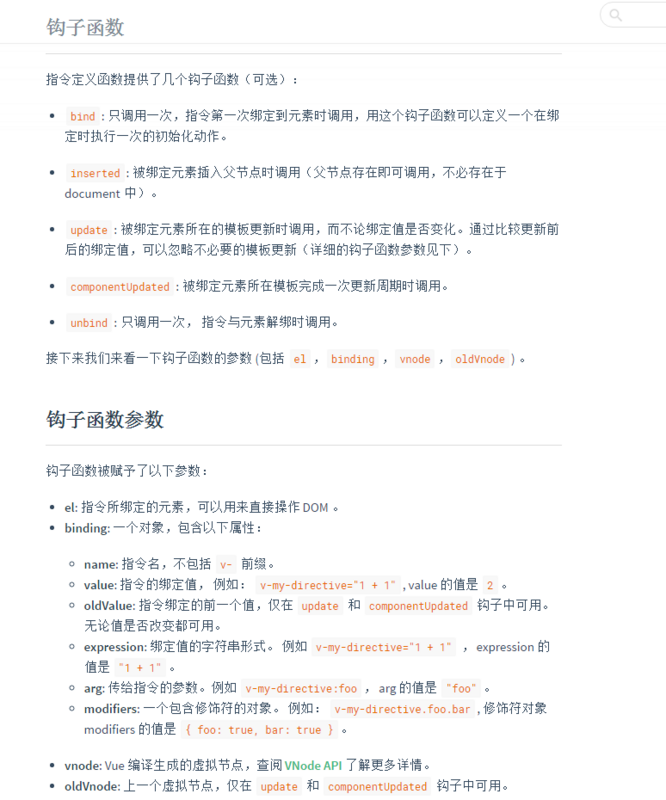 钩子函数
指令定义函数提供了几个钩子函数（可选）：
bind : 只调用一次，指令第一次绑定到元素时调用，用这个钩子函数可以定义一个在绑
定时执行一次的初始化动作。
inserted : 被绑定元素插入父节点时调用（父节点存在即可调用，不必存在于
document 中）。
update : 被绑定元素所在的模板更新时调用，而不论绑定值是否变化。通过比较更新前
后的绑定值，可以忽略不必要的模板更新（详细的钩子函数参数见下）。
componentUpdated : 被绑定元素所在模板完成一次更新周期时调用。
unbind : 只调用一次， 指令与元素解绑时调用。
接下来我们来看一下钩子函数的参数 (包括 el ， binding ， vnode ， oldVnode ) 。
钩子函数参数
钩子函数被赋予了以下参数：
el: 指令所绑定的元素，可以用来直接操作 DOM 。
binding: 一个对象，包含以下属性：
name: 指令名，不包括 v- 前缀。
value: 指令的绑定值， 例如： v-my-directive="1 + 1" , value 的值是 2 。
oldValue: 指令绑定的前一个值，仅在 update 和 componentUpdated 钩子中可用。
无论值是否改变都可用。
expression: 绑定值的字符串形式。 例如 v-my-directive="1 + 1" ， expression 的
值是 "1 + 1" 。
arg: 传给指令的参数。例如 v-my-directive:foo ， arg 的值是 "foo" 。
modifiers: 一个包含修饰符的对象。 例如： v-my-directive.foo.bar , 修饰符对象
modifiers 的值是 { foo: true, bar: true } 。
vnode: Vue 编译生成的虚拟节点，查阅 VNode API 了解更多详情。
oldVnode: 上一个虚拟节点，仅在 update 和 componentUpdated 钩子中可用。